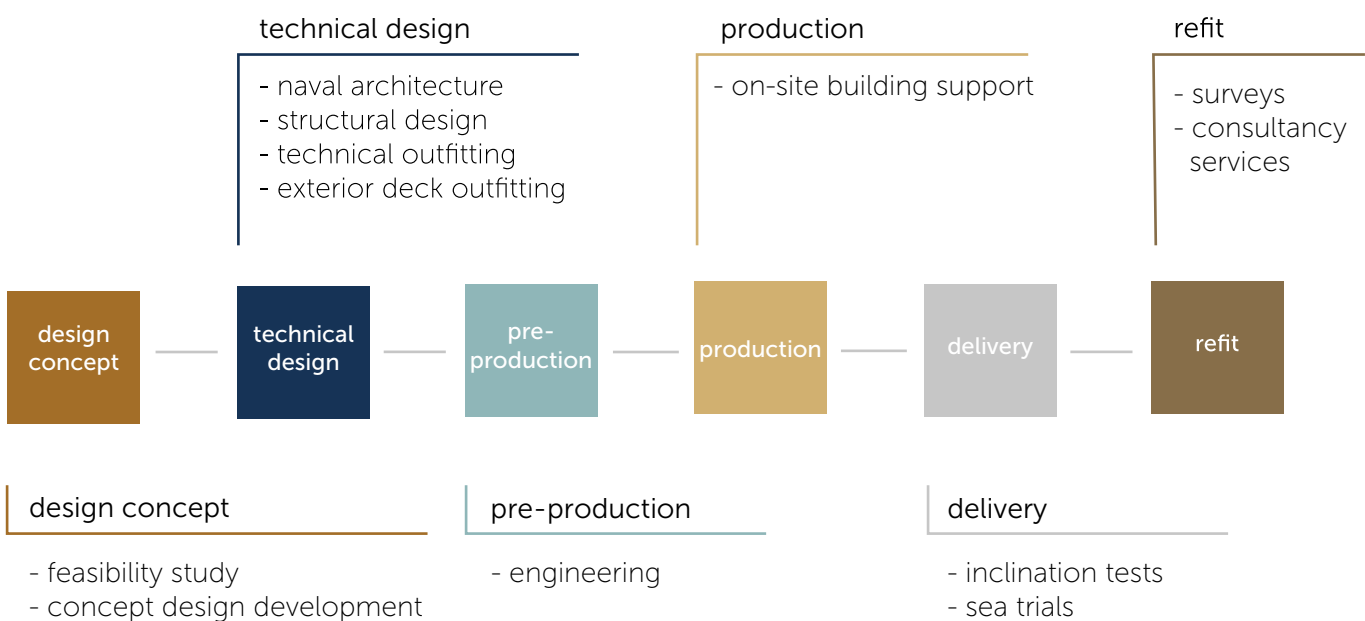 technical design
- naval architecture
- structural design
- technical outfitting
- exterior deck outfitting
production
- on-site building support
refit
- surveys
- consultancy
services
design
concept
technical
design
pre-
production
production
delivery
refit
design concept
- feasibility study
- concept design development
pre-production
- engineering
delivery
- inclination tests
- sea trials